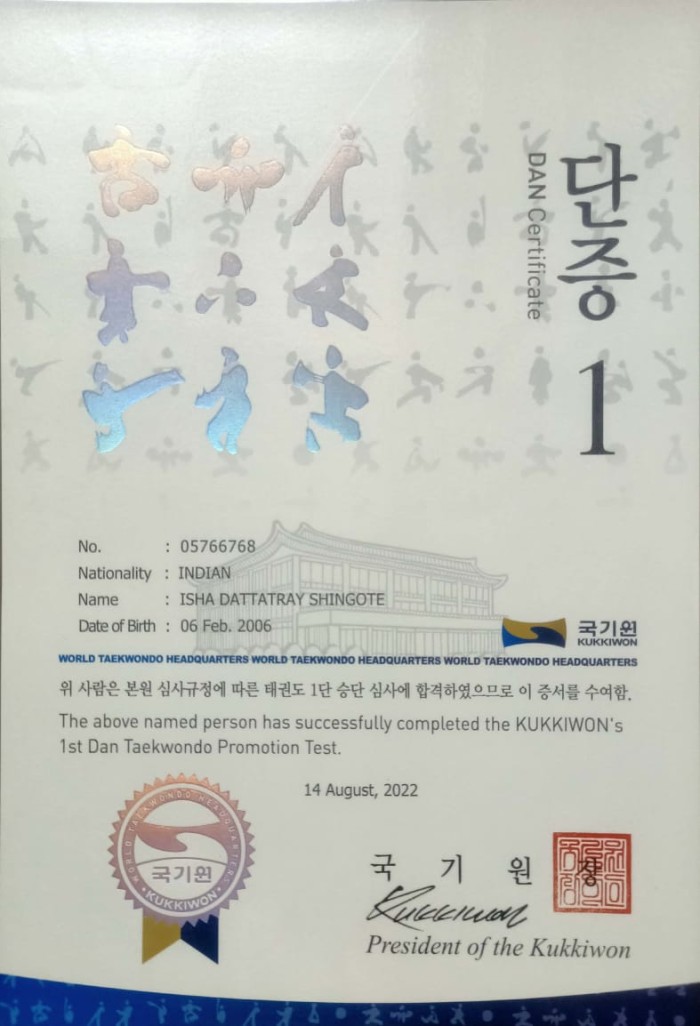 단증
DAN Certificate
1
No. : 05766768
Nationality : INDIAN
Name : ISHA DATTATRAY SHINGOTE
Date of Birth : 06 Feb. 2006
국기원
KUKKIWON
WORLD TAEKWONDO HEADQUARTERS WORLD TAEKWONDO HEADQUARTERS WORLD TAEKWONDO HEADQUARTERS
위 사람은 본원 심사규정에 따른 태권도 1단 승단 심사에 합격하였으므로 이 증서를 수여함.
The above named person has successfully completed the KUKKIWON's
1st Dan Taekwondo Promotion Test.
14 August, 2022
WORLD TAEKWONDO HEADQUARTERS
국기원
KUKKIWON
국 기 원 장
Kukkiwon
President of the Kukkiwon